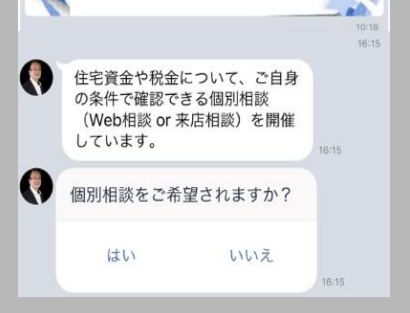 10:18
16:15
住宅資金や税金について、ご自身
の条件で確認できる個別相談
（Web相談 or 来店相談）を開催
しています。
16:15
個別相談をご希望されますか？
はい いいえ
16:15